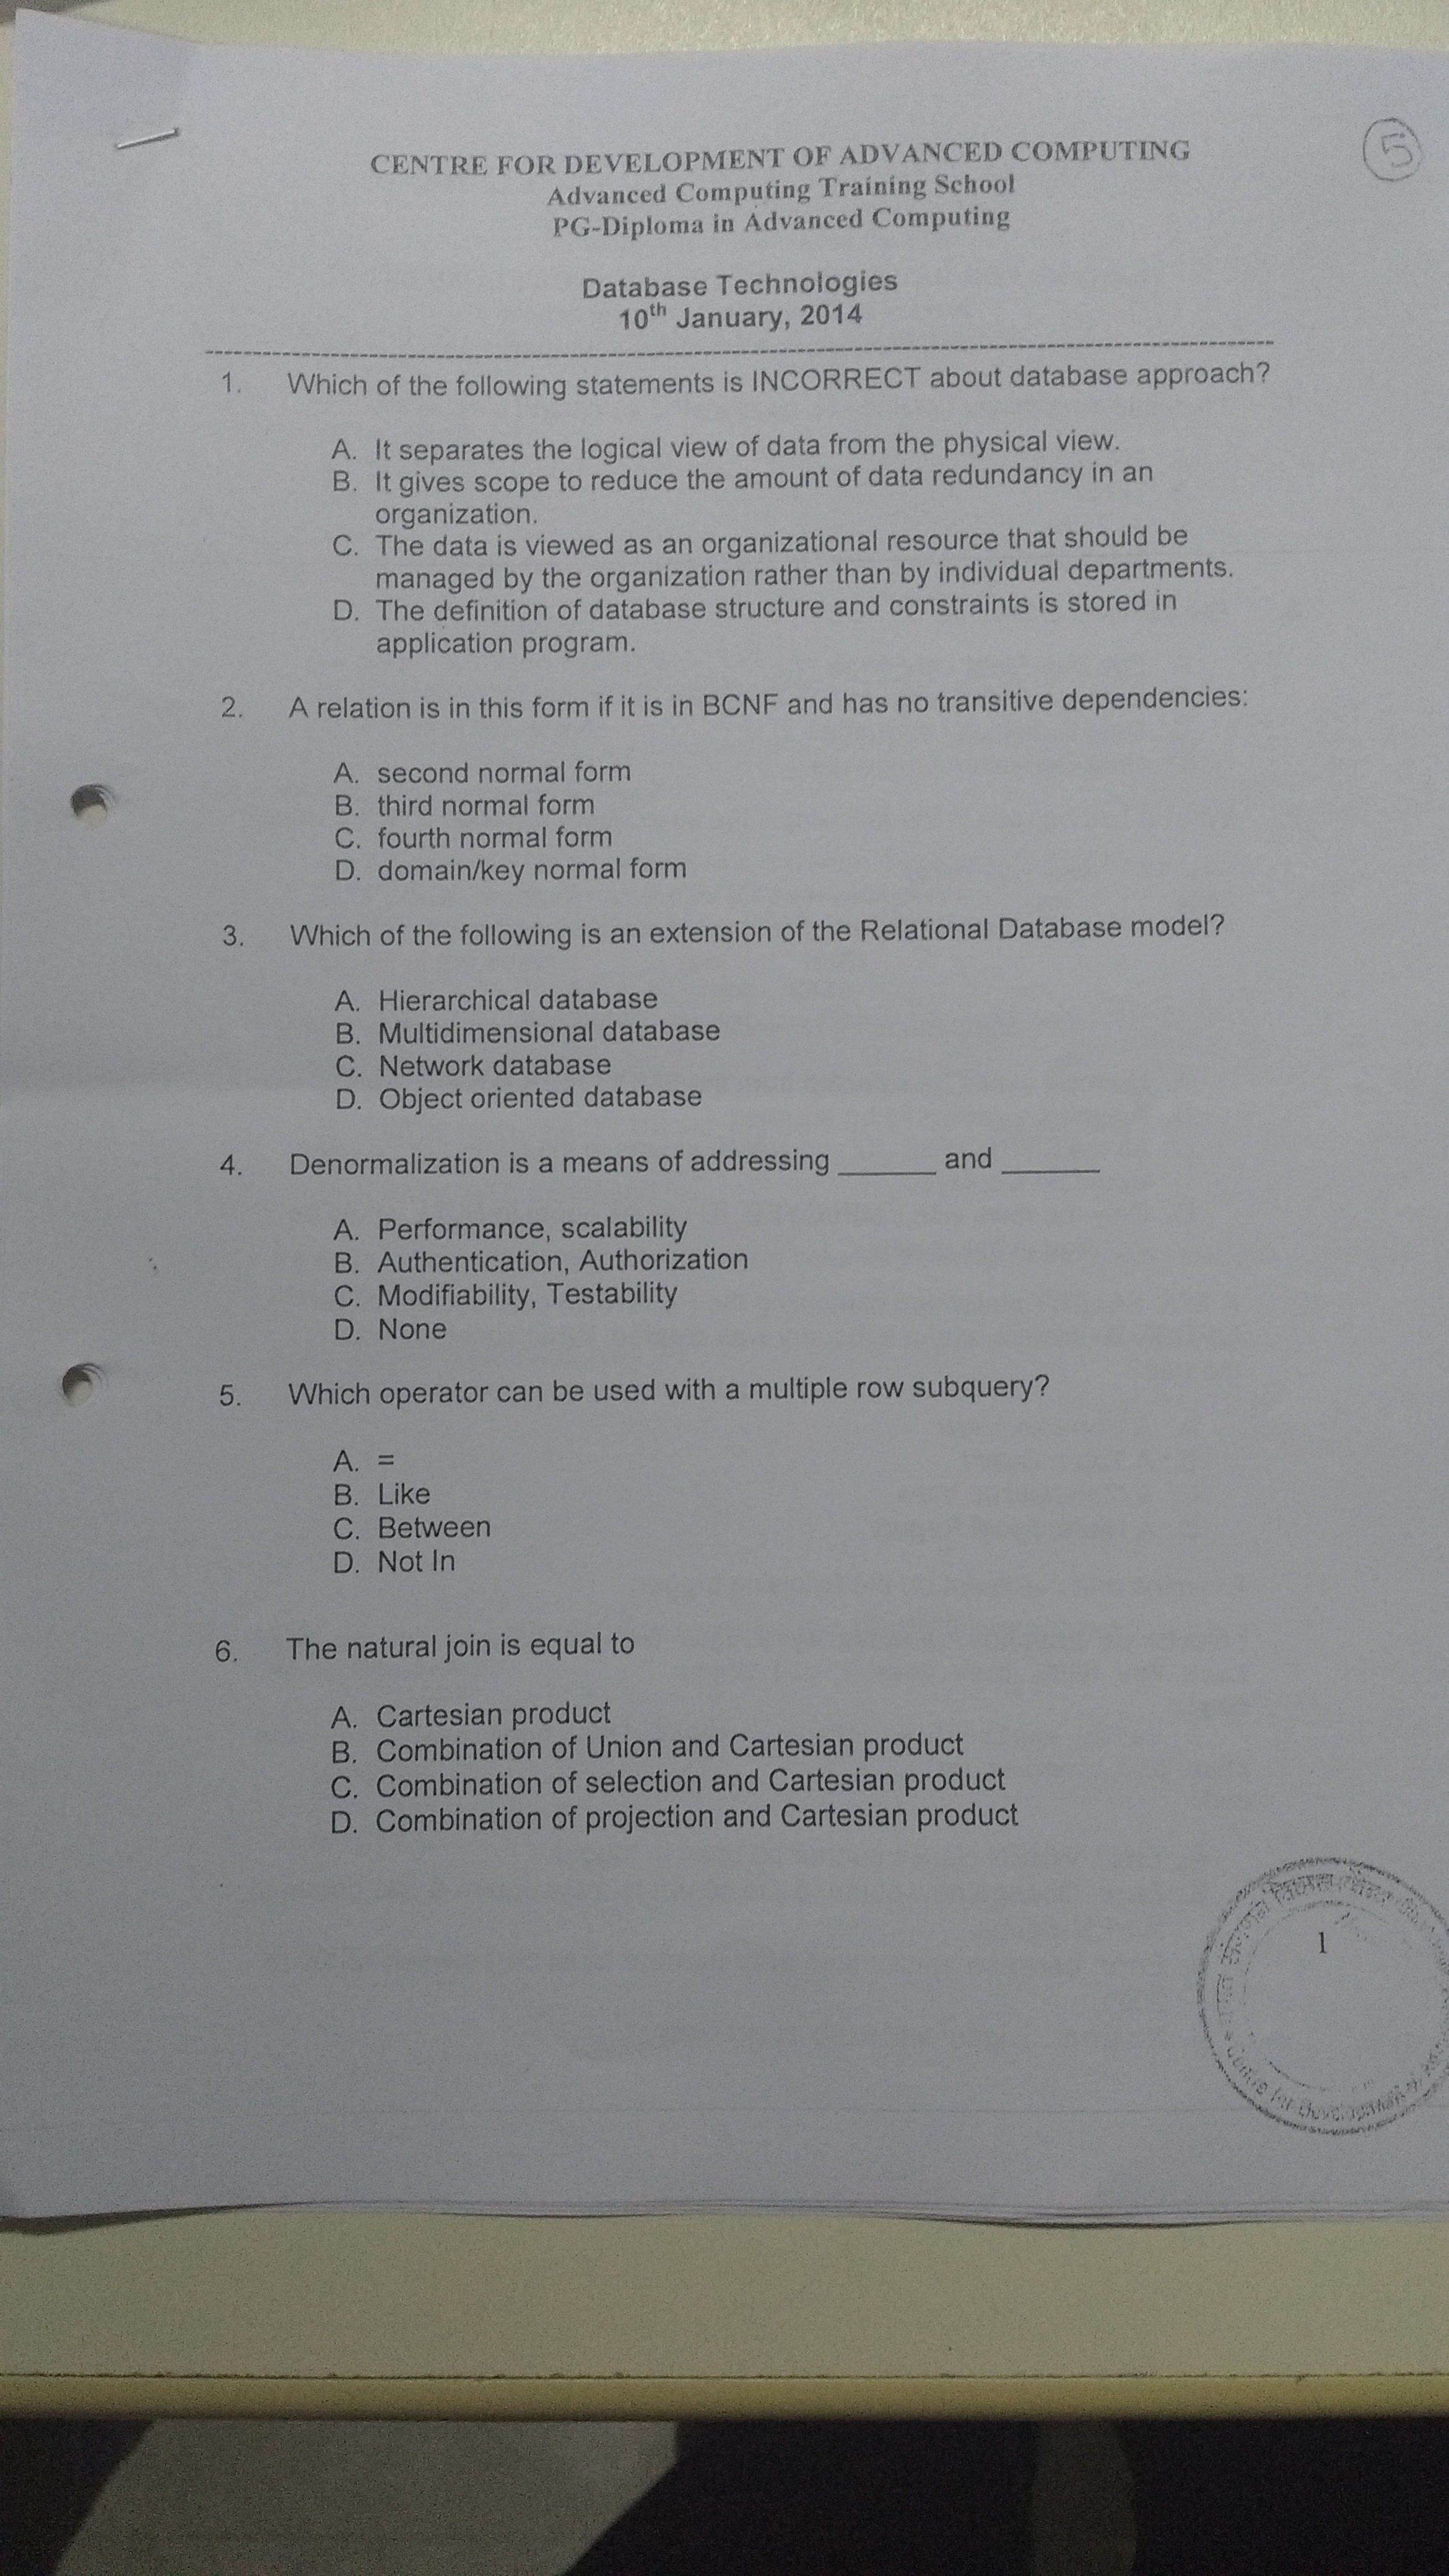 5
CENTRE FOR DEVELOPMENT OF ADVANCED COMPUTING
Advanced Computing Training School
PG-Diploma in Advanced Computing
Database Technologies
10th January, 2014
1. Which of the following statements is INCORRECT about database approach?
A. It separates the logical view of data from the physical view.
B. It gives scope to reduce the amount of data redundancy in an
organization.
C. The data is viewed as an organizational resource that should be
managed by the organization rather than by individual departments.
D. The definition of database structure and constraints is stored in
application program.
2. A relation is in this form if it is in BCNF and has no transitive dependencies:
A. second normal form
B. third normal form
C. fourth normal form
D. domain/key normal form
3. Which of the following is an extension of the Relational Database model?
A. Hierarchical database
B. Multidimensional database
C. Network database
D. Object oriented database
4. Denormalization is a means of addressing ______ and ______
A. Performance, scalability
B. Authentication, Authorization
C. Modifiability, Testability
D. None
5. Which operator can be used with a multiple row subquery?
A. =
B. Like
C. Between
D. Not In
6. The natural join is equal to
A. Cartesian product
B. Combination of Union and Cartesian product
C. Combination of selection and Cartesian product
D. Combination of projection and Cartesian product
1
Centre for Development